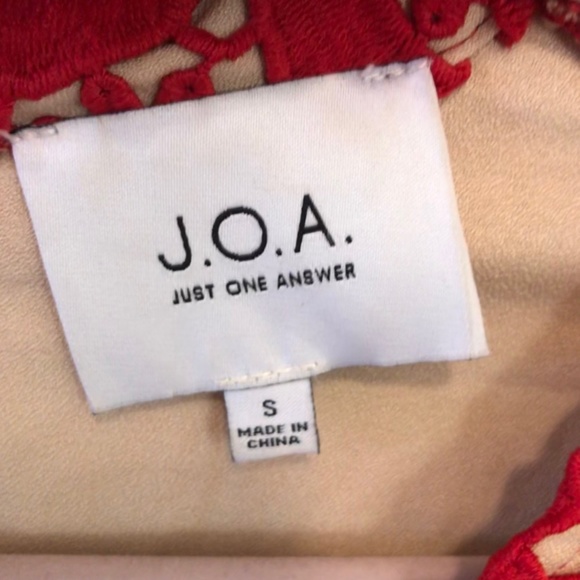 J.O.A.
JUST ONE ANSWER
S
MADE IN
CHINA